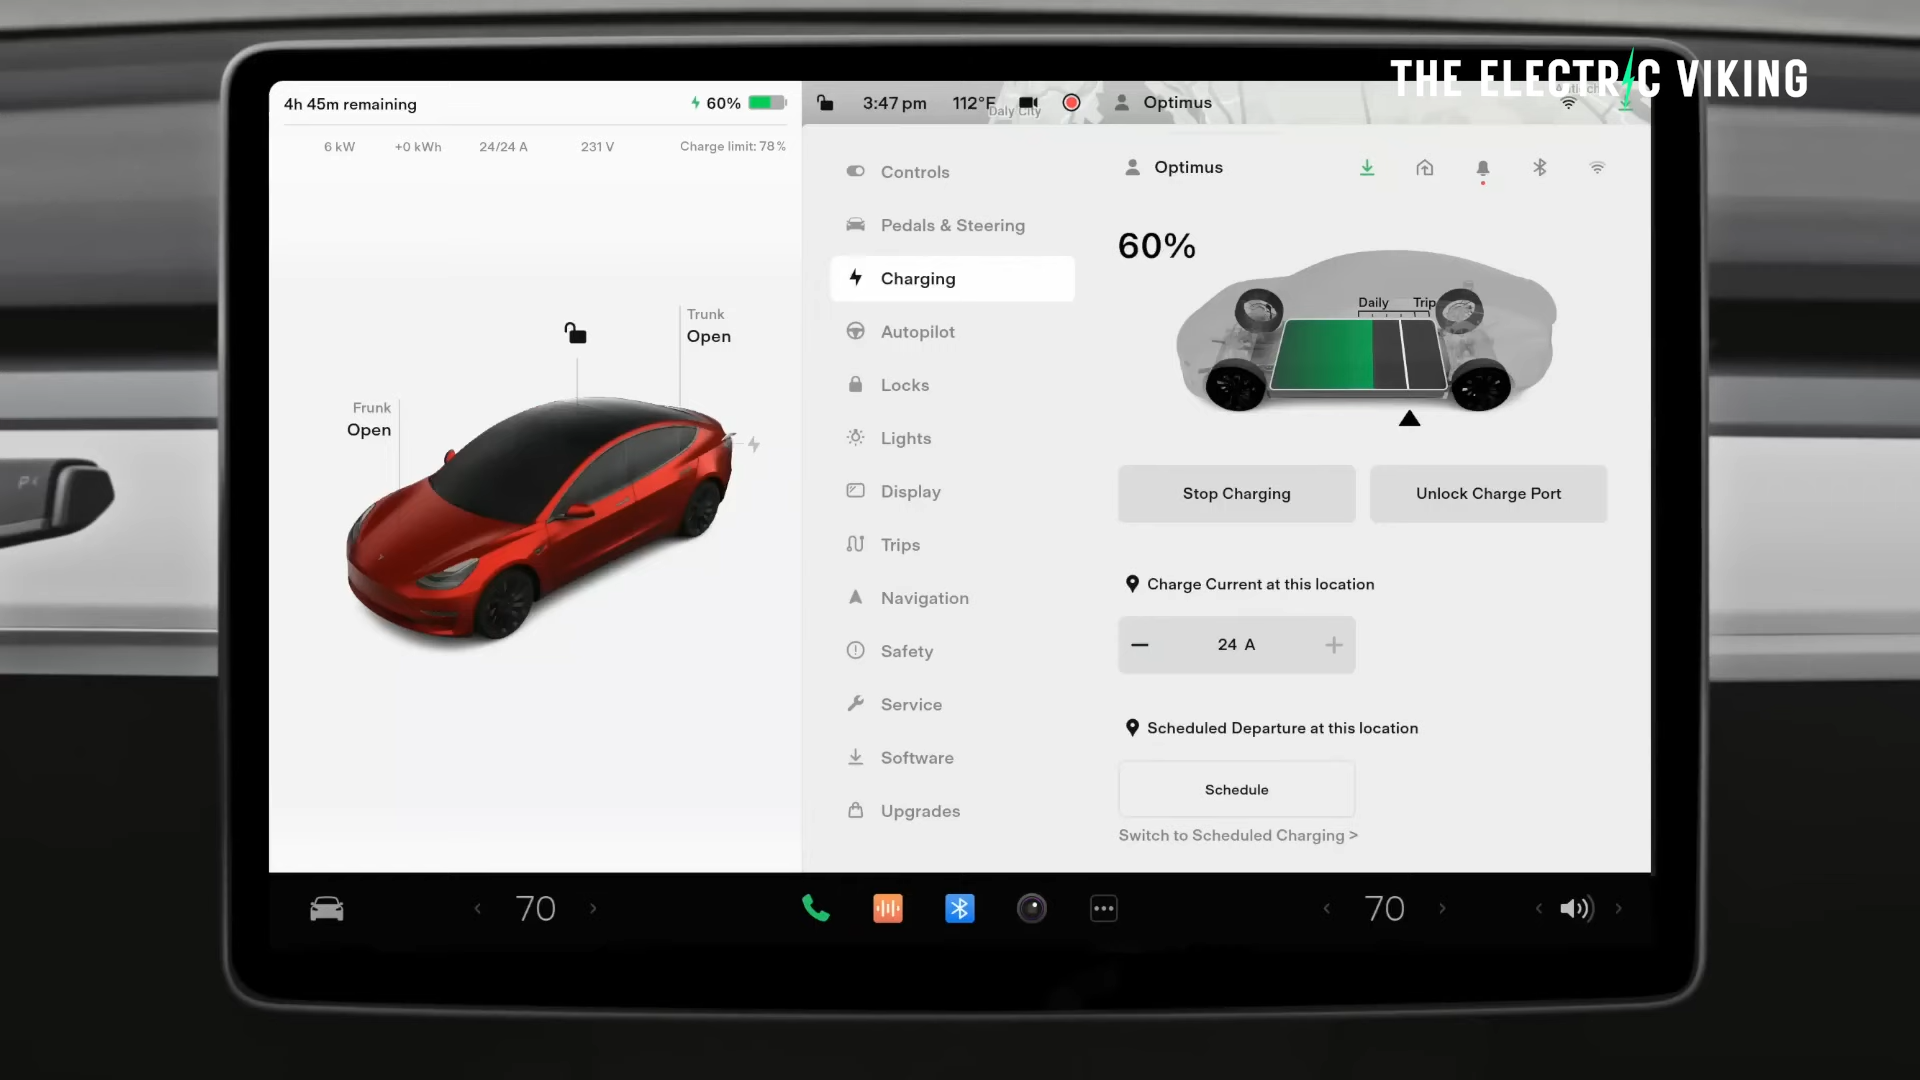 THE ELECTRIC VIKING
4h 45m remaining
60%
3:47 pm
112°F
Daly City
Optimus
6 kW
+0 kWh
24/24 A
231 V
Charge limit: 78%
Trunk
Open
Frunk
Open
Controls
Pedals & Steering
Charging
Autopilot
Locks
Lights
Display
Trips
Navigation
Safety
Service
Software
Upgrades
Optimus
60%
Daily
Trip
Stop Charging
Unlock Charge Port
Charge Current at this location
24 A
Scheduled Departure at this location
Schedule
Switch to Scheduled Charging >
70
70